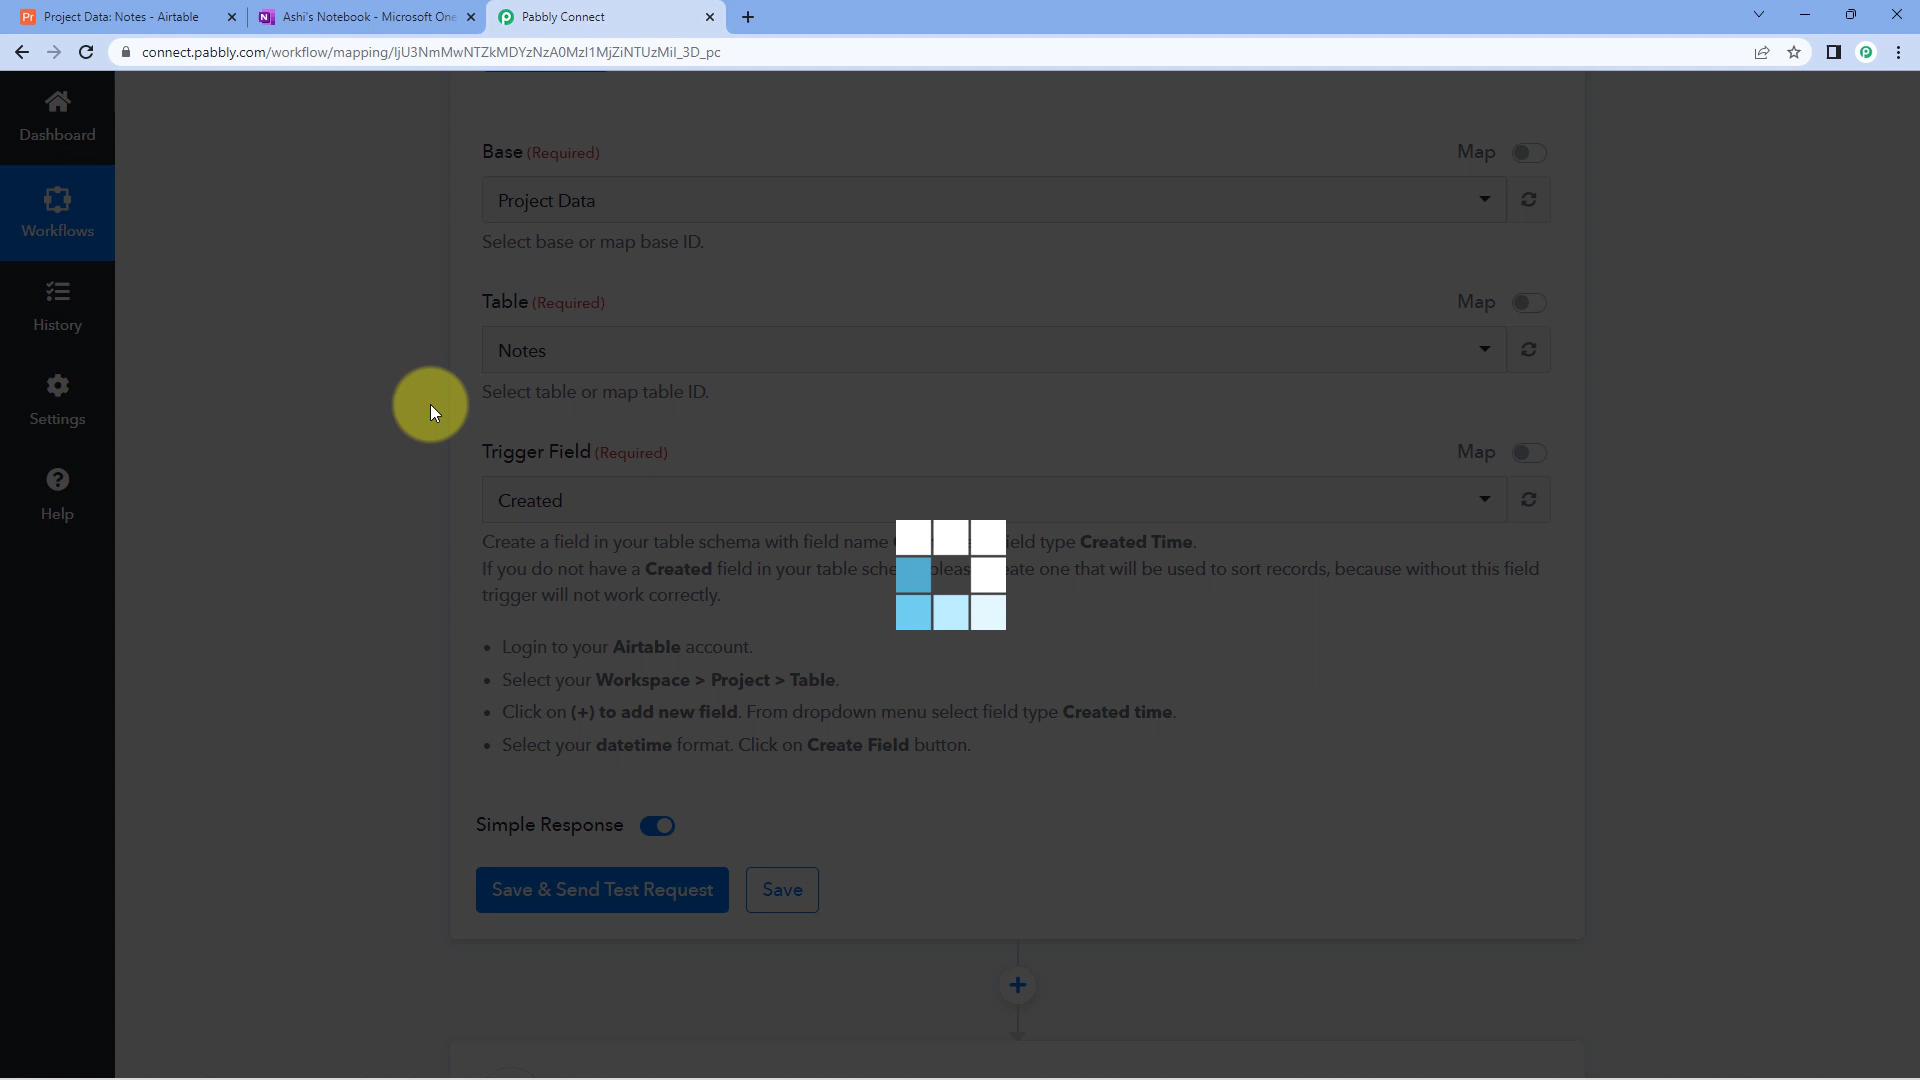 Project Data: Notes - Airtable
Ashi's Notebook - Microsoft One
Pabbly Connect
connect.pabbly.com/workflow/mapping/IjU3NmMwNTZkMDYzNzA0MzI1MjZiNTUzMiI_3D_pc
Dashboard
Workflows
History
Settings
Help
Base (Required)
Map
Project Data
Select base or map base ID.
Table (Required)
Map
Notes
Select table or map table ID.
Trigger Field (Required)
Map
Created
Create a field in your table schema with field name ield type Created Time.
If you do not have a Created field in your table sche pleas ate one that will be used to sort records, because without this field
trigger will not work correctly.
• Login to your Airtable account.
• Select your Workspace > Project > Table.
• Click on (+) to add new field. From dropdown menu select field type Created time.
• Select your datetime format. Click on Create Field button.
Simple Response
Save & Send Test Request
Save